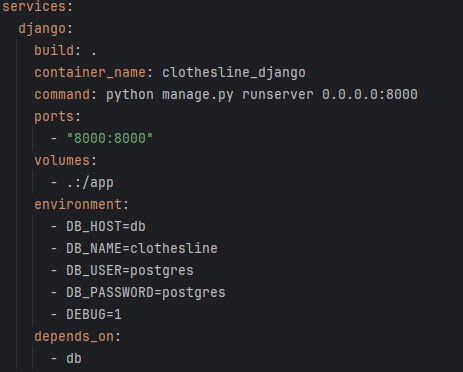 services:
  django:
    build: .
    container_name: clothesline_django
    command: python manage.py runserver 0.0.0.0:8000
    ports:
      - "8000:8000"
    volumes:
      - .:/app
    environment:
      - DB_HOST=db
      - DB_NAME=clothesline
      - DB_USER=postgres
      - DB_PASSWORD=postgres
      - DEBUG=1
    depends_on:
      - db